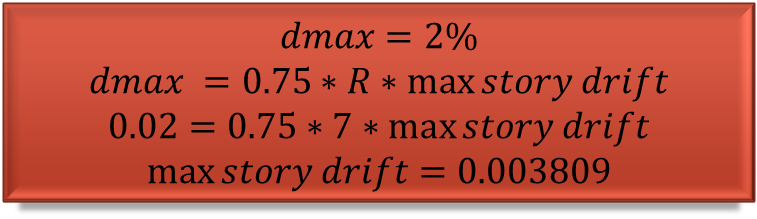 dmax = 2%
dmax = 0.75 ∗ R ∗ max story drift
0.02 = 0.75 ∗ 7 ∗ max story drift
max story drift = 0.003809